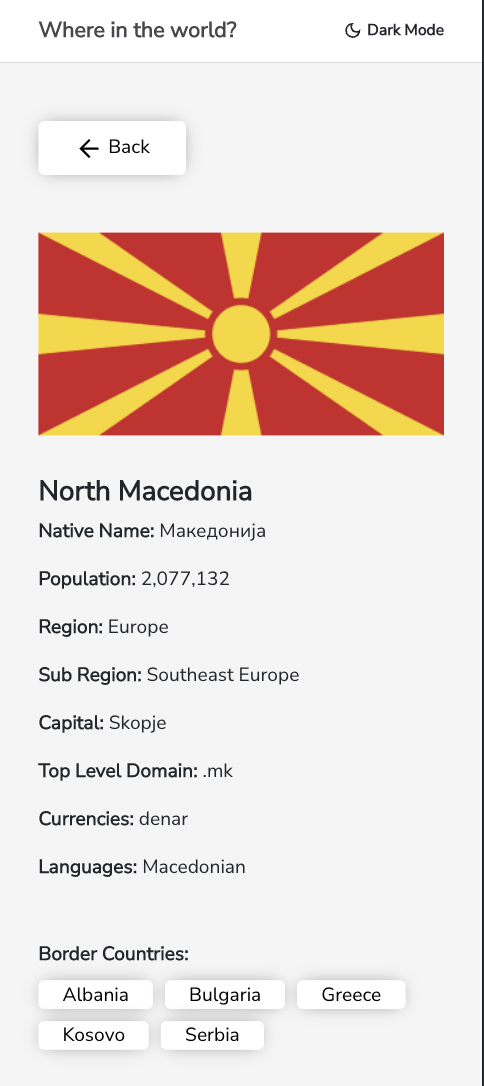 Where in the world? Dark Mode
Back
North Macedonia
Native Name: Македонија
Population: 2,077,132
Region: Europe
Sub Region: Southeast Europe
Capital: Skopje
Top Level Domain: .mk
Currencies: denar
Languages: Macedonian
Border Countries:
Albania Bulgaria Greece
Kosovo Serbia